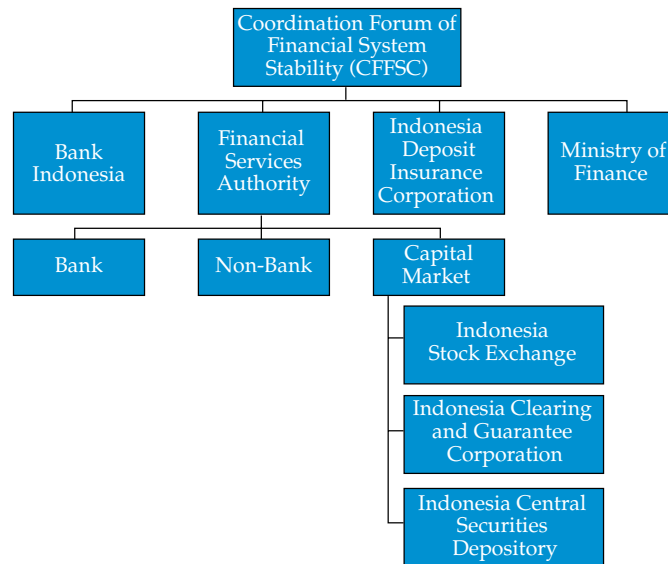 Coordination Forum of
Financial System
Stability (CFFSC)
Bank
Indonesia
Financial
Services
Authority
Indonesia
Deposit
Insurance
Corporation
Ministry of
Finance
Bank
Non-Bank
Capital
Market
Indonesia
Stock Exchange
Indonesia Clearing
and Guarantee
Corporation
Indonesia Central
Securities
Depository